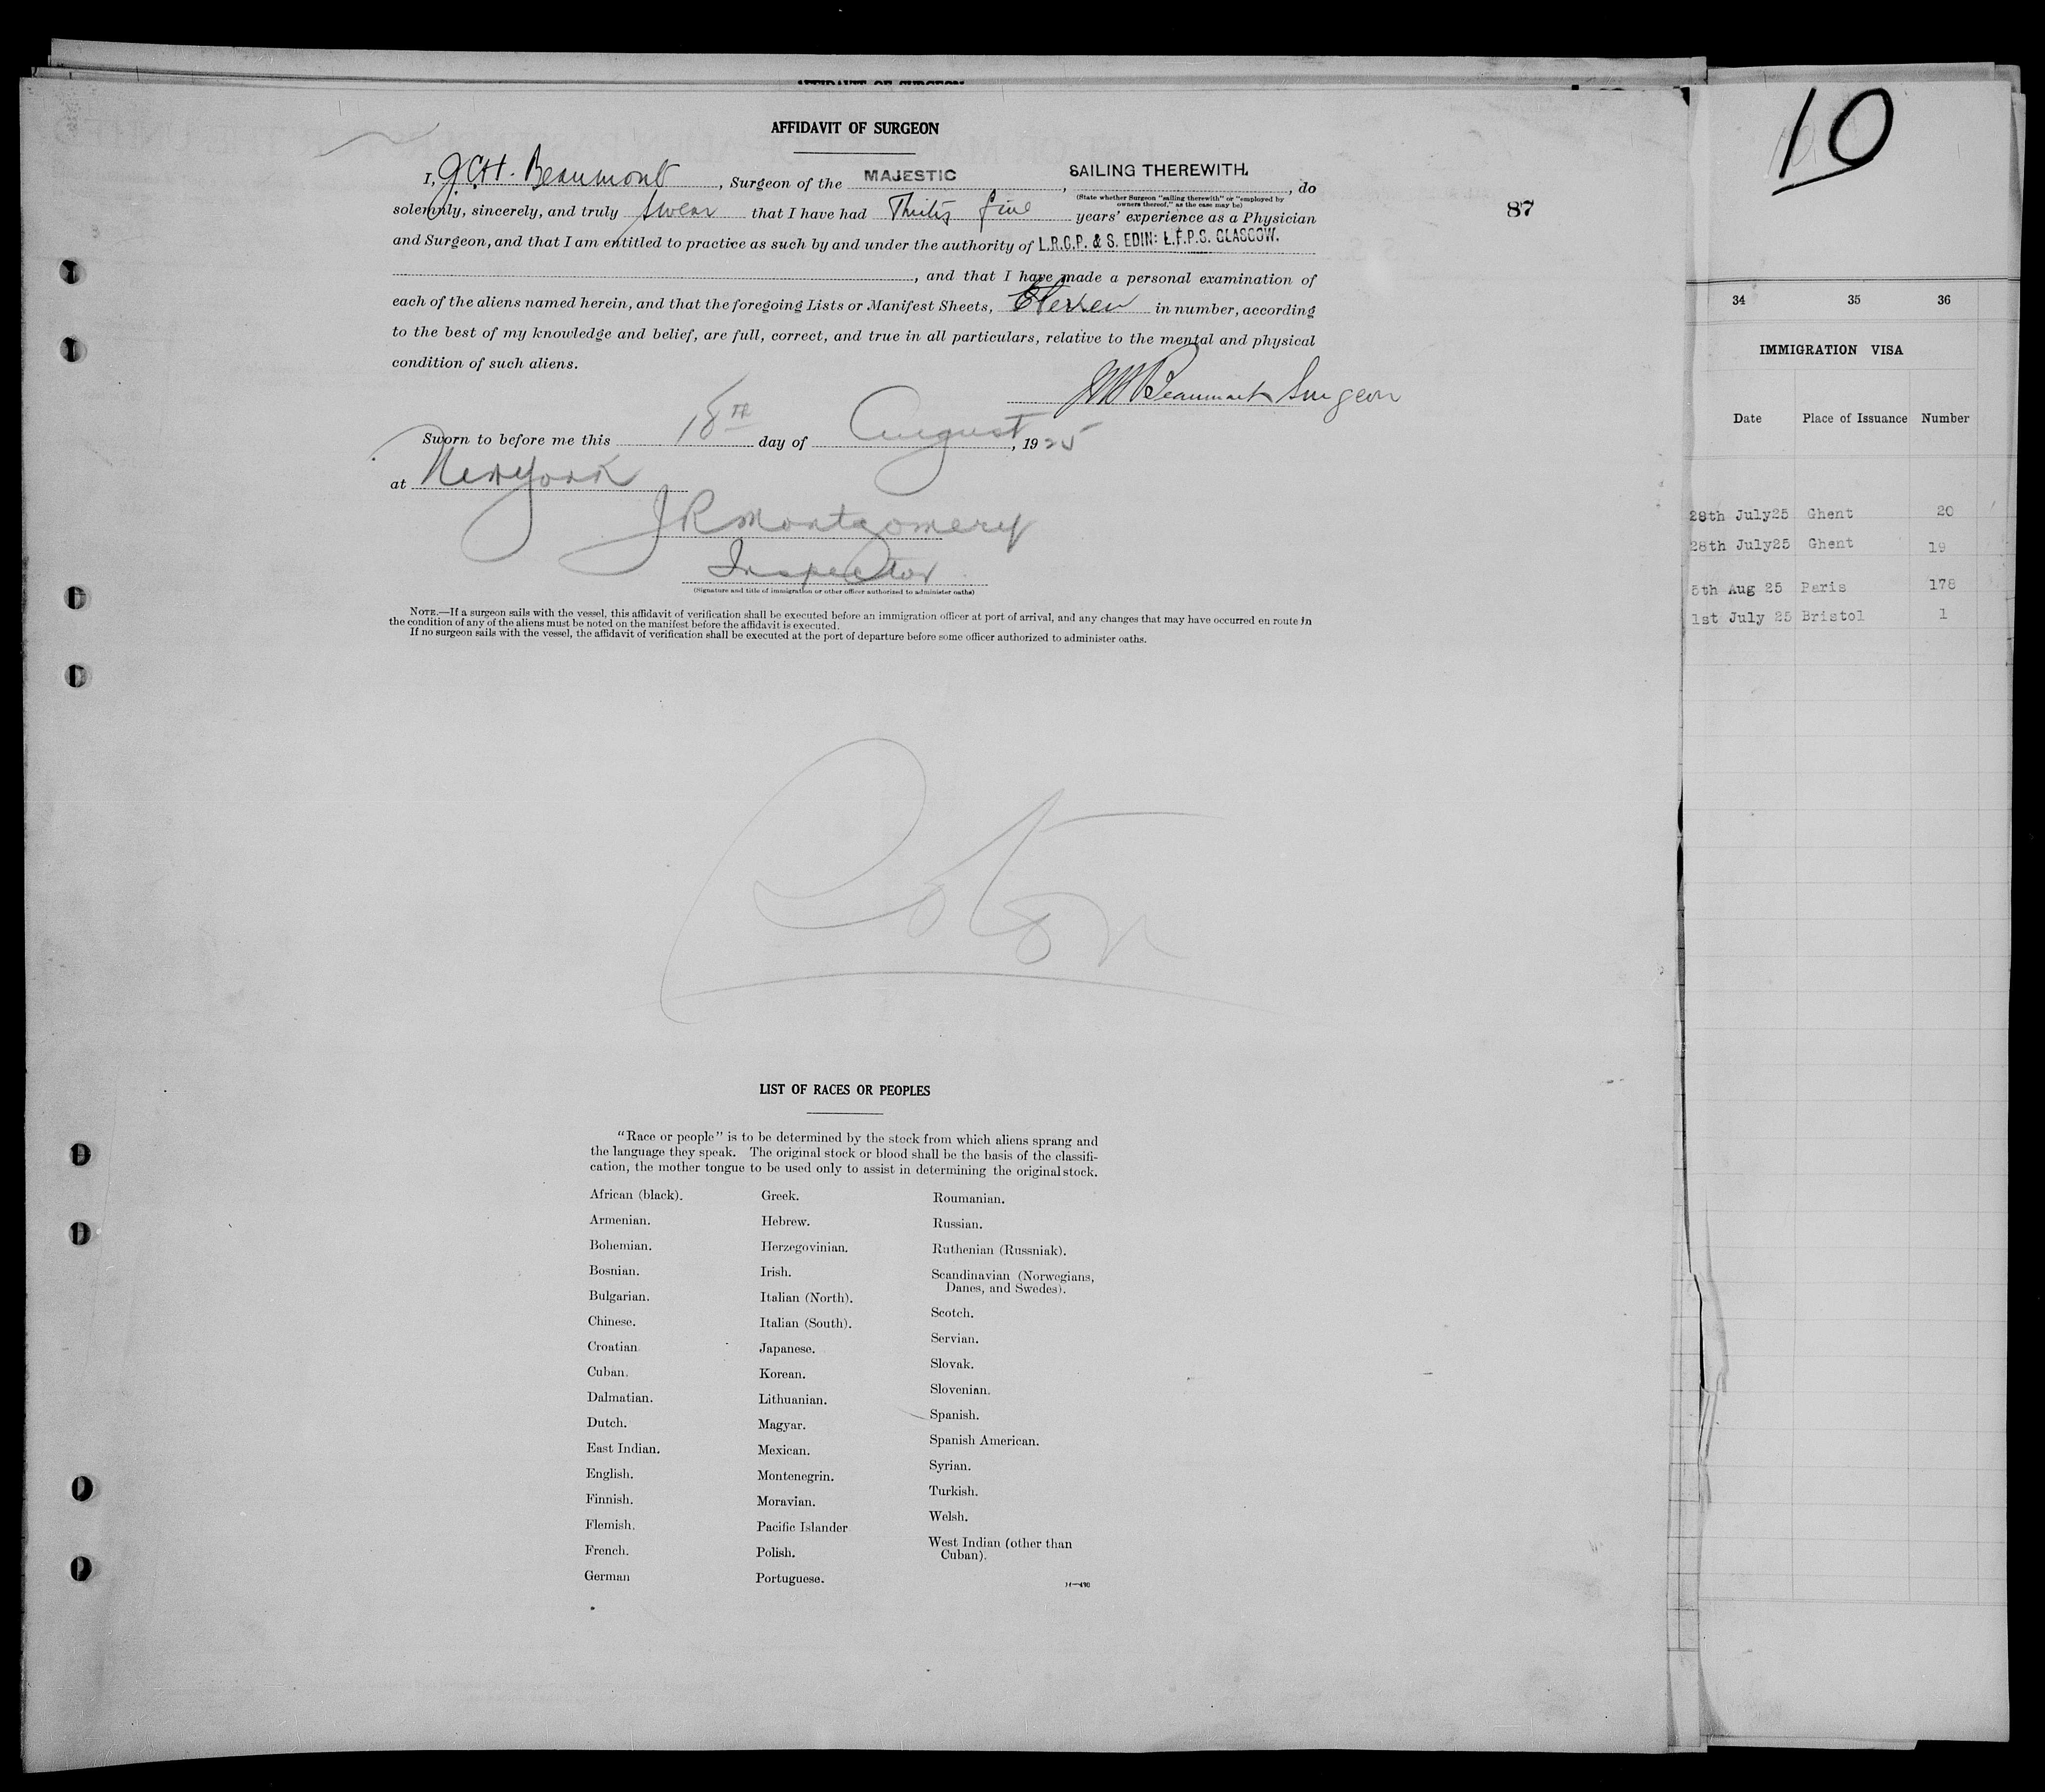 AFFIDAVIT OF SURGEON
I, J.C.H. Beaumont, Surgeon of the MAJESTIC, SAILING THEREWITH, do
(State whether Surgeon "sailing therewith" or "employed by
owners thereof," as the case may be)
solemnly, sincerely, and truly swear that I have had Thirty five years' experience as a Physician
and Surgeon, and that I am entitled to practice as such by and under the authority of L.R.C.P. & S. EDIN: L.F.P.S. GLASGOW.
, and that I have made a personal examination of
each of the aliens named herein, and that the foregoing Lists or Manifest Sheets, in number, according
to the best of my knowledge and belief, are full, correct, and true in all particulars, relative to the mental and physical
condition of such aliens.
Beaumont Surgeon
Sworn to before me this 18th day of August, 1925
at New York
J R Montgomery
Inspector
(Signature and title of immigration or other officer authorized to administer oaths)
NOTE.—If a surgeon sails with the vessel, this affidavit of verification shall be executed before an immigration officer at port of arrival, and any changes that may have occurred en route in
the condition of any of the aliens must be noted on the manifest before the affidavit is executed.
If no surgeon sails with the vessel, the affidavit of verification shall be executed at the port of departure before some officer authorized to administer oaths.
LIST OF RACES OR PEOPLES
"Race or people" is to be determined by the stock from which aliens sprang and
the language they speak. The original stock or blood shall be the basis of the classifi-
cation, the mother tongue to be used only to assist in determining the original stock.
African (black).
Armenian.
Bohemian.
Bosnian.
Bulgarian.
Chinese.
Croatian.
Cuban.
Dalmatian.
Dutch.
East Indian.
English.
Finnish.
Flemish.
French.
German
Greek.
Hebrew.
Herzegovinian.
Irish.
Italian (North).
Italian (South).
Japanese.
Korean.
Lithuanian.
Magyar.
Mexican.
Montenegrin.
Moravian.
Pacific Islander
Polish.
Portuguese.
Roumanian.
Russian.
Ruthenian (Russniak).
Scandinavian (Norwegians,
Danes, and Swedes).
Scotch.
Servian.
Slovak.
Slovenian.
Spanish.
Spanish American.
Syrian.
Turkish.
Welsh.
West Indian (other than
Cuban).
87
10
34 35 36
IMMIGRATION VISA
Date Place of Issuance Number
28th July25 Ghent 20
28th July25 Ghent 19
5th Aug 25 Paris 178
1st July 25 Bristol 1